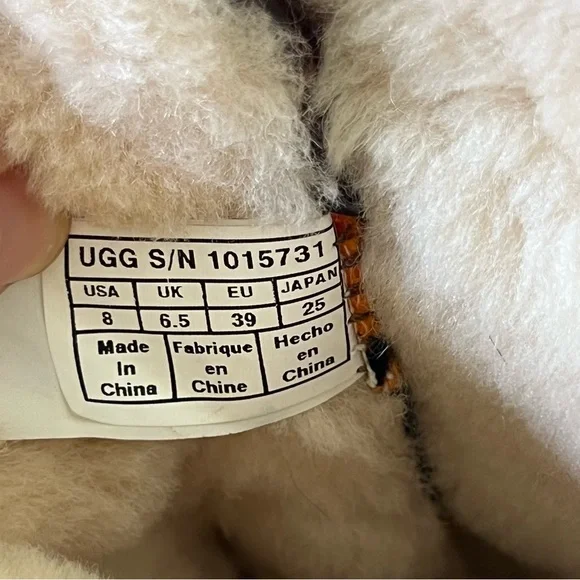 UGG S/N 1015731
USA UK EU JAPAN
8 6.5 39 25
Made In China
Fabrique en Chine
Hecho en China